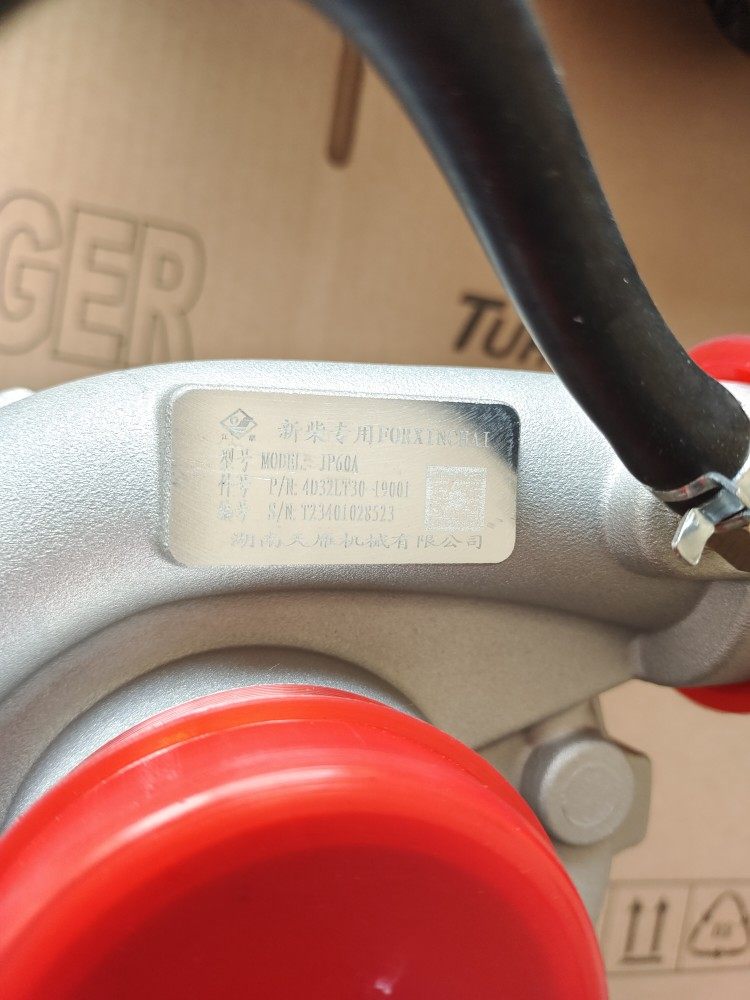 GER
TUR
新柴专用FORXINCHAI
型号 MODEL: JP60A
件号 P/N 4D32LT30-19001
编号 S/N T23401028523
湖南天雁机械有限公司